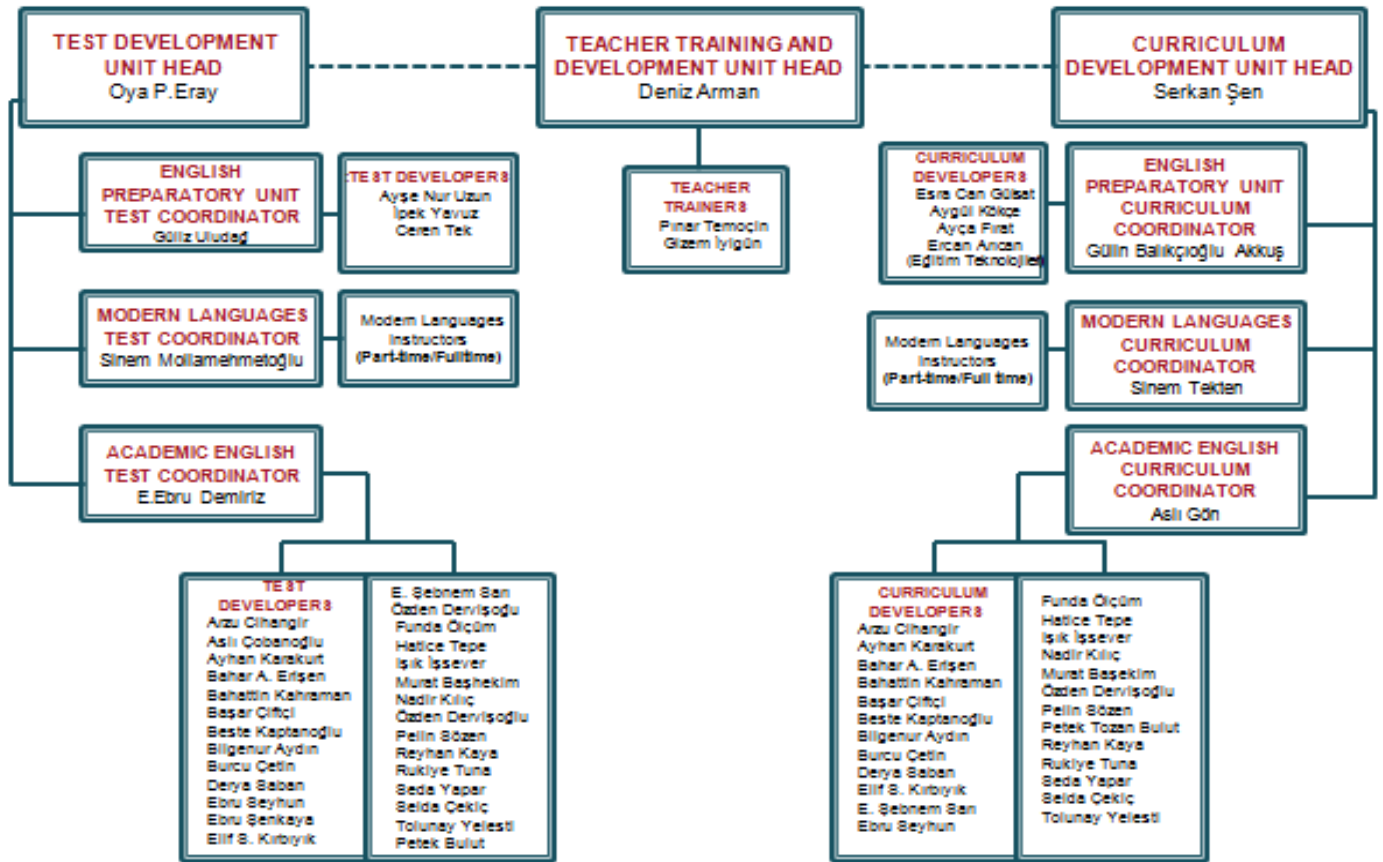 TEST DEVELOPMENT
UNIT HEAD
Oya P.Eray
TEACHER TRAINING AND
DEVELOPMENT UNIT HEAD
Deniz Arman
CURRICULUM
DEVELOPMENT UNIT HEAD
Serkan Şen
ENGLISH
PREPARATORY UNIT
TEST COORDINATOR
Güliz Uludağ
:TEST DEVELOPERS
Ayşe Nur Uzun
İpek Yavuz
Ceren Tek
TEACHER
TRAINERS
Pınar Temoçin
Gizem İyigün
CURRICULUM
DEVELOPERS
Esra Can Gülsat
Aygül Kökçe
Ayça Fırat
Ercan Arıcan
(Eğitim Teknolojileri
ENGLISH
PREPARATORY UNIT
CURRICULUM
COORDINATOR
Gülin Balıkçıoğlu Akkuş
MODERN LANGUAGES
TEST COORDINATOR
Sinem Mollamehmetoğlu
Modern Languages
Instructors
(Part-time/Fulltime)
Modern Languages
Instructors
(Part-time/Full time)
MODERN LANGUAGES
CURRICULUM
COORDINATOR
Sinem Tekten
ACADEMIC ENGLISH
TEST COORDINATOR
E.Ebru Demiriz
ACADEMIC ENGLISH
CURRICULUM
COORDINATOR
Aslı Gön
TEST
DEVELOPERS
Arzu Cihangir
Aslı Çobanoğlu
Ayhan Karakurt
Bahar A. Erişen
Bahattin Kahraman
Başar Çiftçi
Beste Kaptanoğlu
Bilgenur Aydın
Burcu Çetin
Derya Saban
Ebru Seyhun
Ebru Şenkaya
Elif S. Kırbıyık
E. Şebnem Sarı
Özden Dervişoğu
Funda Ölçüm
Hatice Tepe
Işık İşsever
Murat Başhekim
Nadir Kılıç
Özden Dervişoğlu
Pelin Sözen
Reyhan Kaya
Rukiye Tuna
Seda Yapar
Selda Çekiç
Tolunay Yelesti
Petek Bulut
CURRICULUM
DEVELOPERS
Arzu Cihangir
Ayhan Karakurt
Bahar A. Erişen
Bahattin Kahraman
Başar Çiftçi
Beste Kaptanoğlu
Bilgenur Aydın
Burcu Çetin
Derya Saban
Elif S. Kırbıyık
E. Şebnem Sarı
Ebru Seyhun
Funda Ölçüm
Hatice Tepe
Işık İşsever
Nadir Kılıç
Murat Başekim
Özden Dervişoğlu
Pelin Sözen
Petek Tozan Bulut
Reyhan Kaya
Rukiye Tuna
Seda Yapar
Selda Çekiç
Tolunay Yelesti